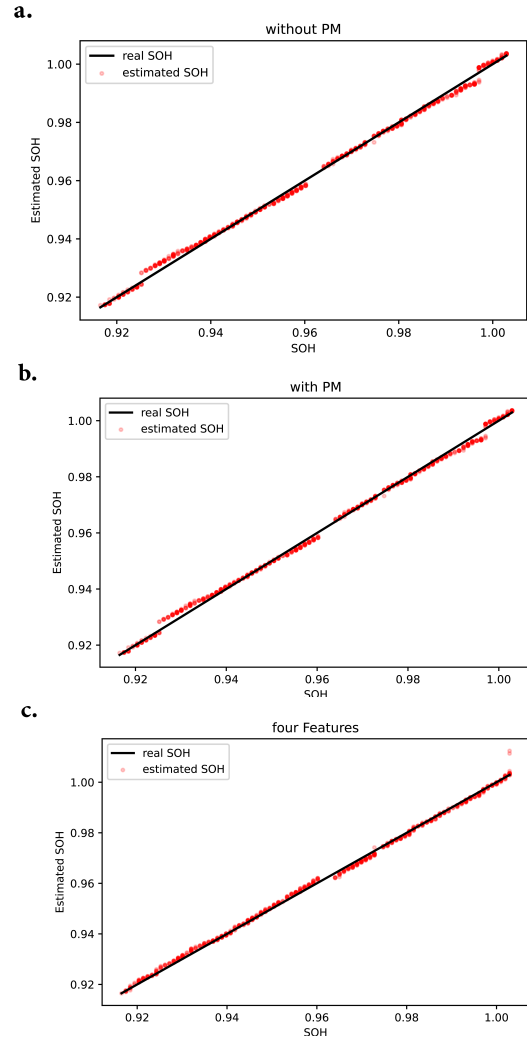 a.
without PM
real SOH
estimated SOH
Estimated SOH
1.00
0.98
0.96
0.94
0.92
0.92 0.94 0.96 0.98 1.00
SOH
b.
with PM
real SOH
estimated SOH
Estimated SOH
1.00
0.98
0.96
0.94
0.92
0.92 0.94 0.96 0.98 1.00
SOH
c.
four Features
real SOH
estimated SOH
Estimated SOH
1.00
0.98
0.96
0.94
0.92
0.92 0.94 0.96 0.98 1.00
SOH